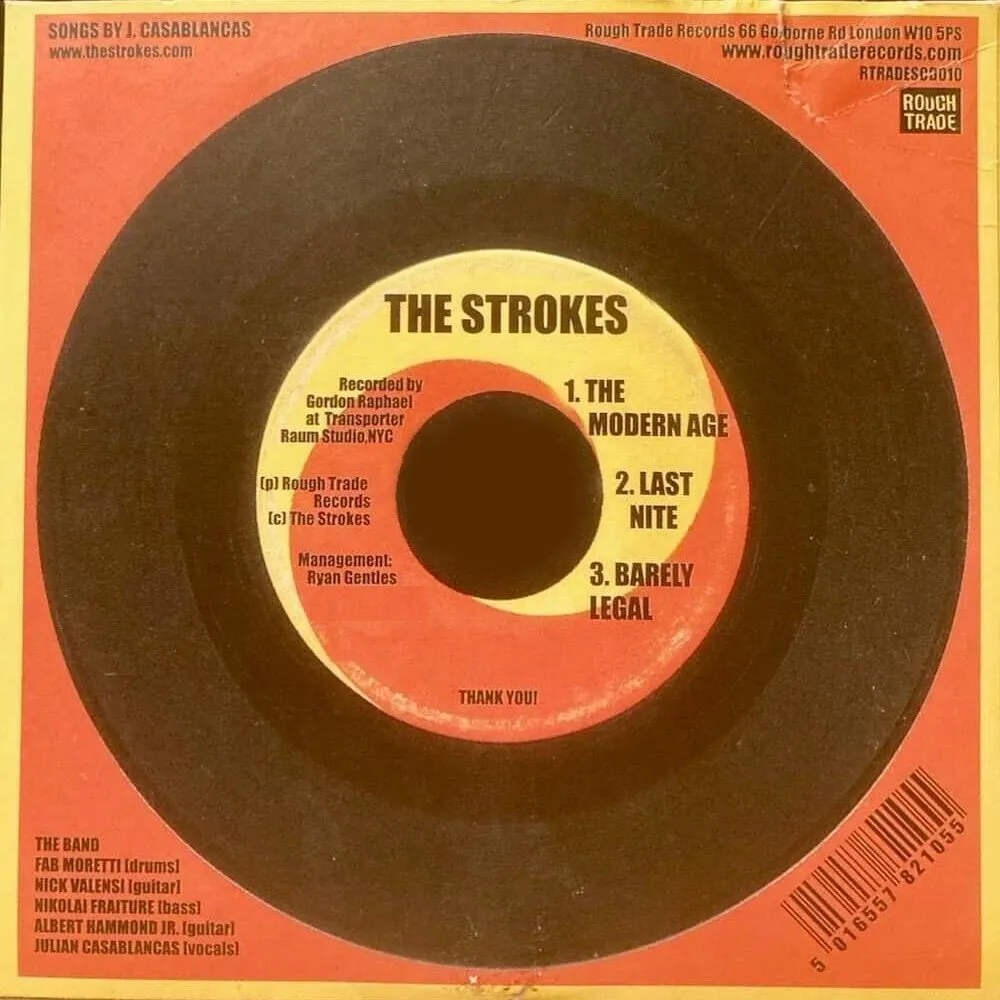 SONGS BY J. CASABLANCAS
www.thestrokes.com
Rough Trade Records 66 Golborne Rd London W10 5PS
www.roughtraderecords.com
RTRADESCD010
ROUGH
TRADE
THE STROKES
Recorded by
Gordon Raphael
at Transporter
Raum Studio,NYC
(p) Rough Trade
Records
(c) The Strokes
Management:
Ryan Gentles
1. THE
MODERN AGE
2. LAST
NITE
3. BARELY
LEGAL
THANK YOU!
THE BAND
FAB MORETTI (drums)
NICK VALENSI (guitar)
NIKOLAI FRAITURE (bass)
ALBERT HAMMOND JR. (guitar)
JULIAN CASABLANCAS (vocals)
5 016557 821055